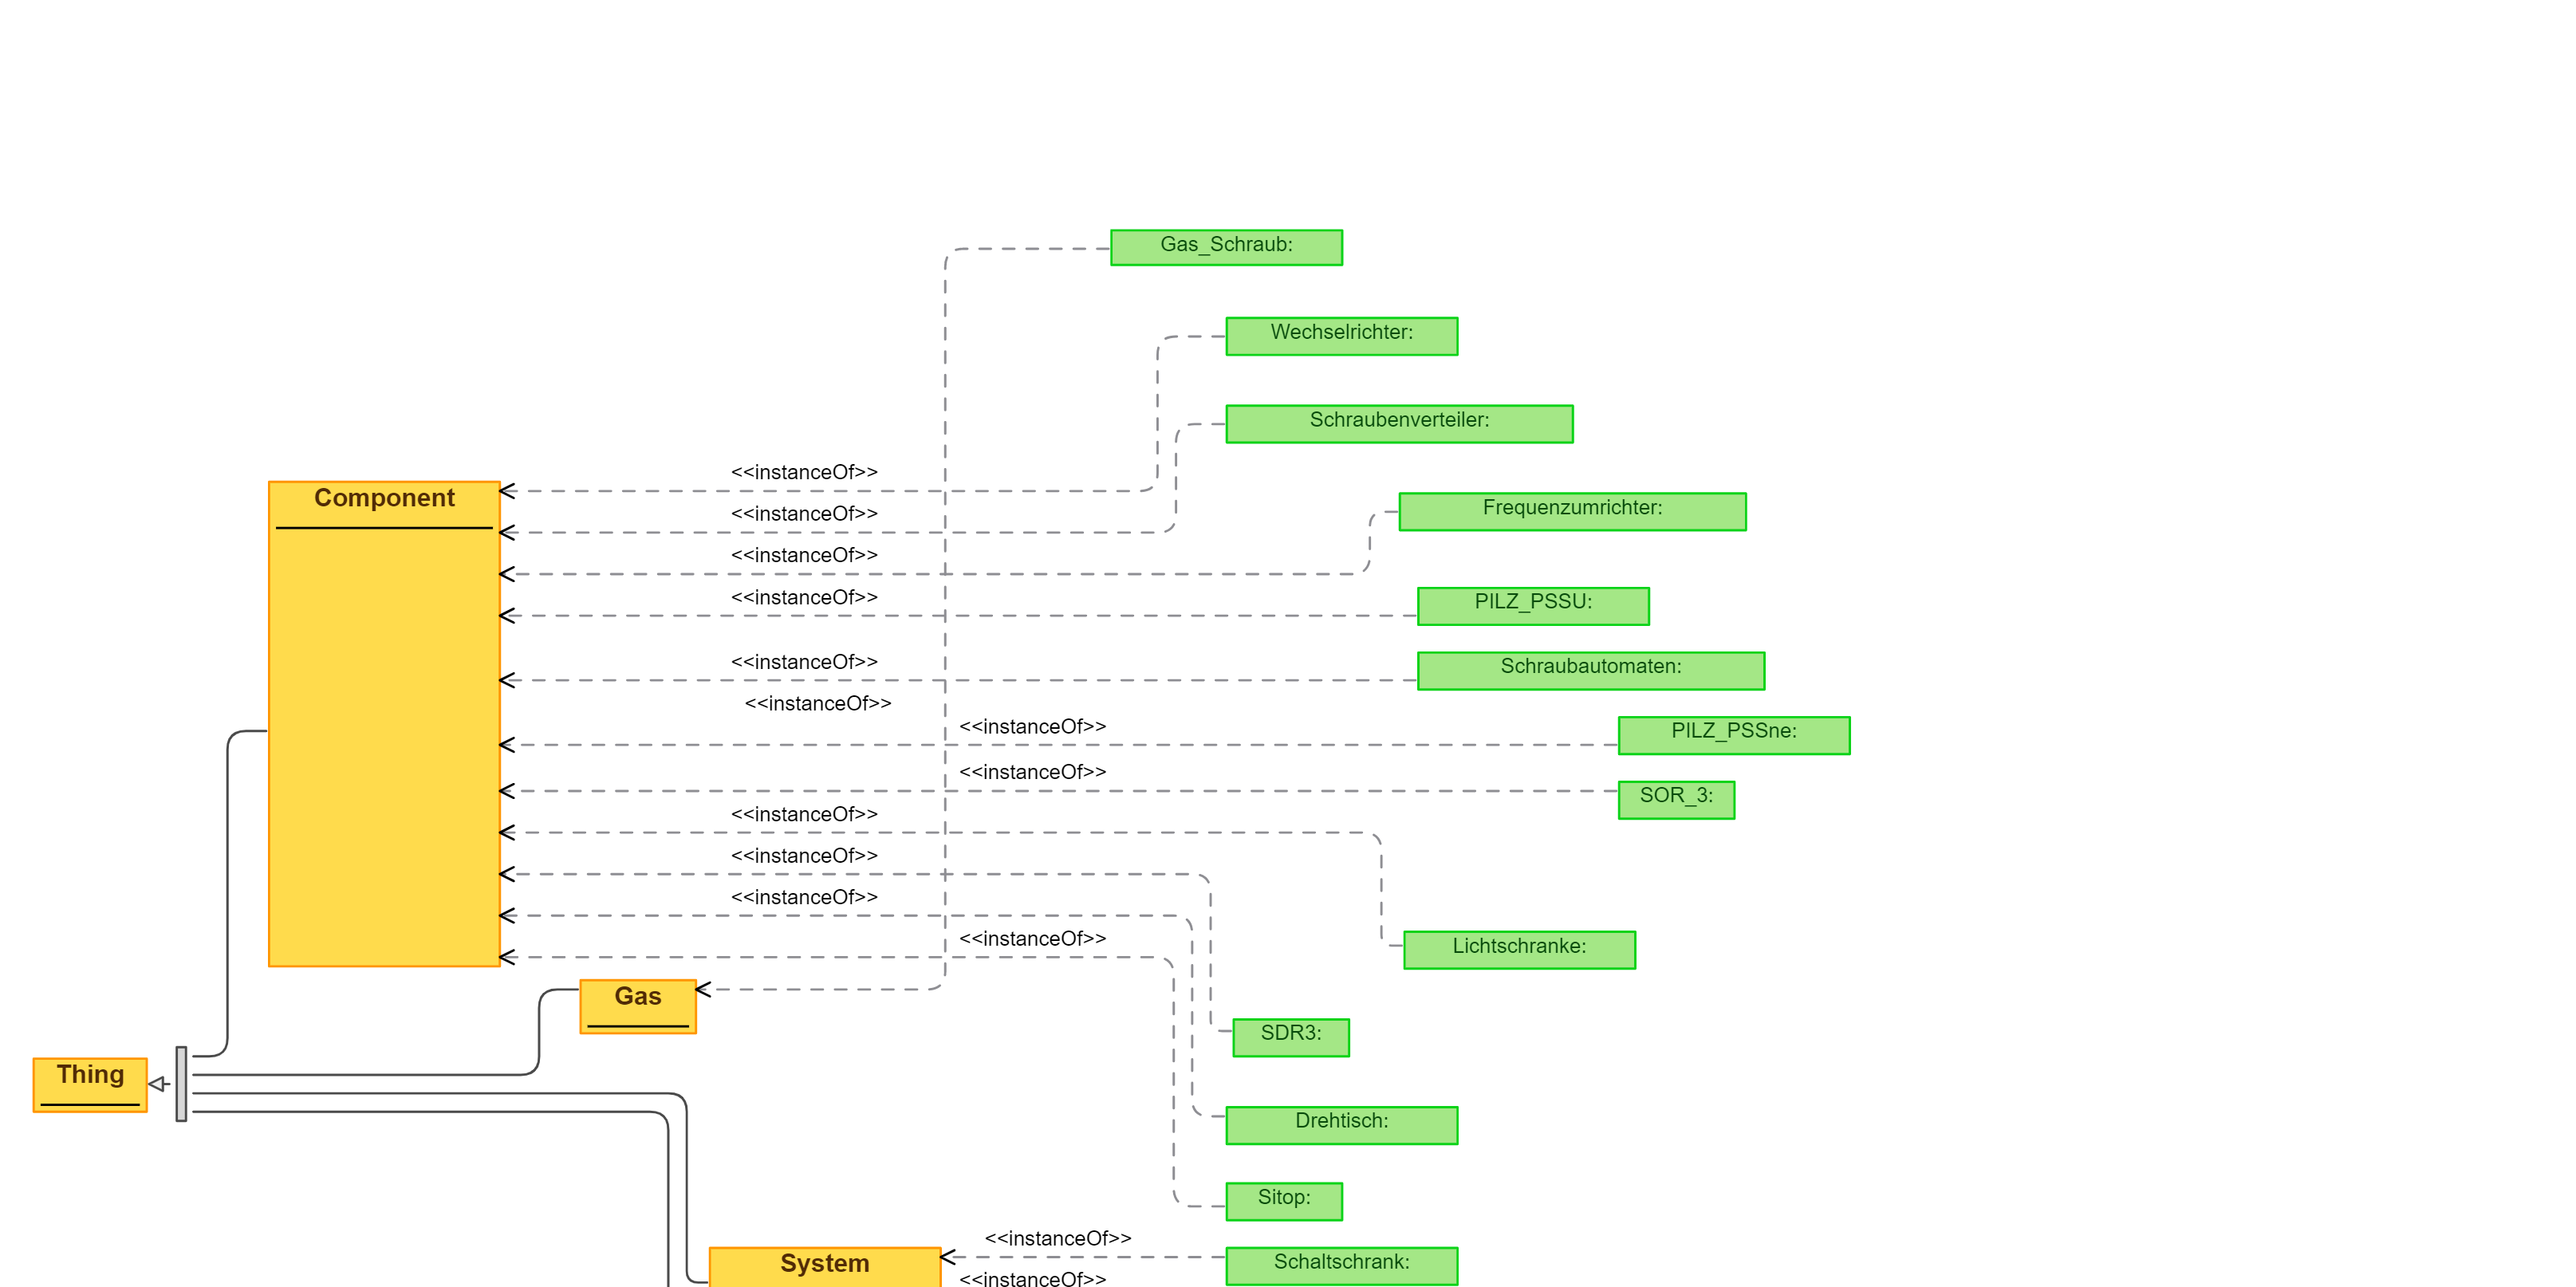 Gas_Schraub:
Wechselrichter:
Schraubenverteiler:
<<instanceOf>>
Component
Frequenzumrichter:
<<instanceOf>>
<<instanceOf>>
<<instanceOf>>
PILZ_PSSU:
<<instanceOf>>
Schraubautomaten:
<<instanceOf>>
<<instanceOf>>
PILZ_PSSne:
<<instanceOf>>
SOR_3:
<<instanceOf>>
<<instanceOf>>
<<instanceOf>>
<<instanceOf>>
Lichtschranke:
Gas
SDR3:
Thing
Drehtisch:
Sitop:
<<instanceOf>>
System
Schaltschrank:
<<instanceOf>>